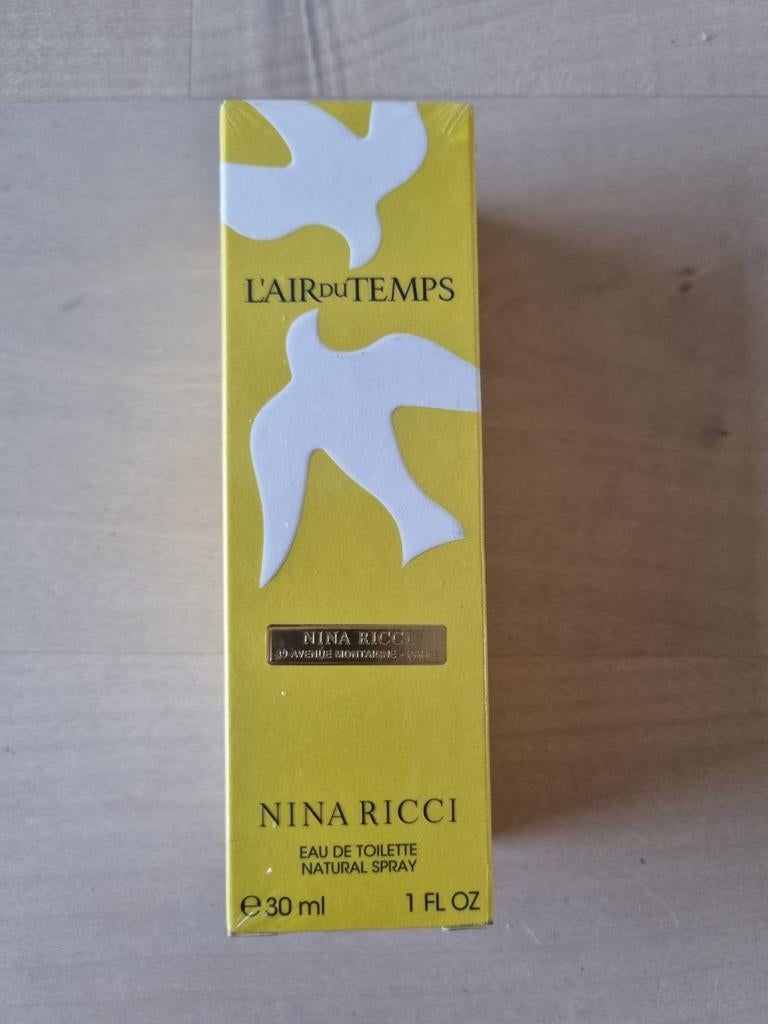 L'AIR DU TEMPS
NINA RICCI
39 AVENUE MONTAIGNE - PARIS
NINA RICCI
EAU DE TOILETTE
NATURAL SPRAY
℮ 30 ml 1 FL OZ